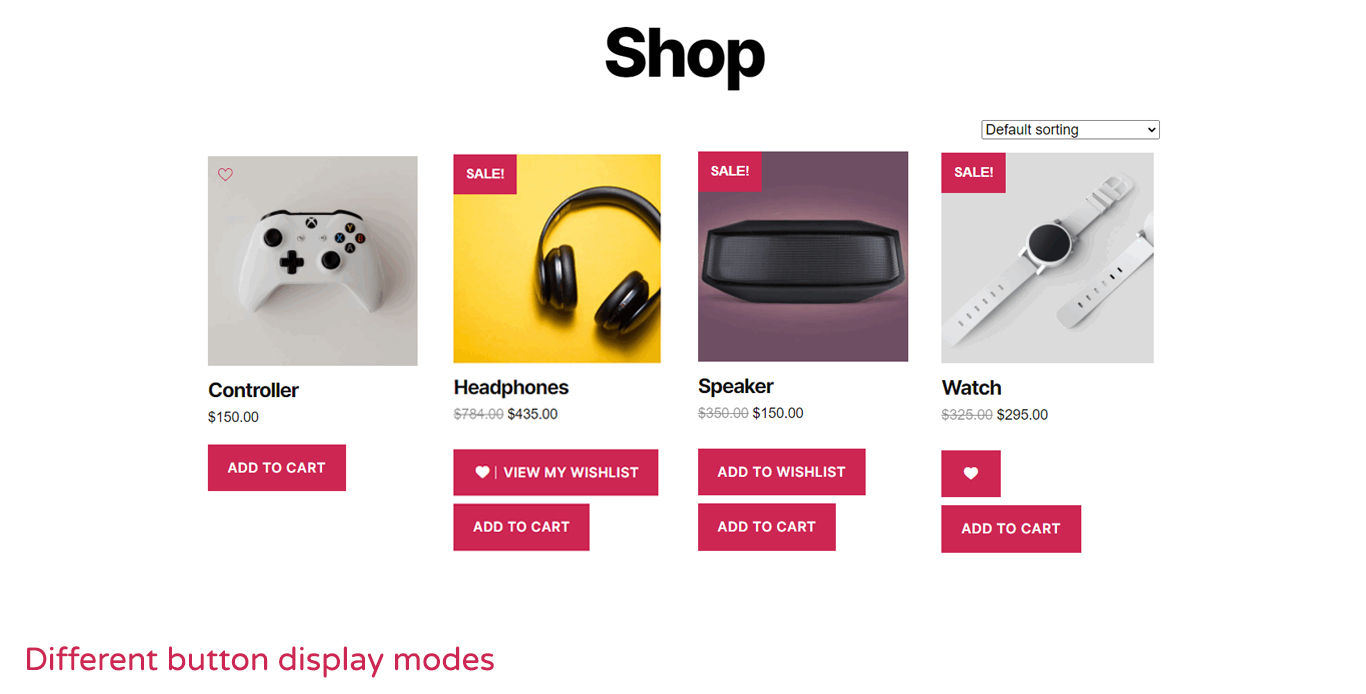 Shop
Default sorting
SALE!
SALE!
SALE!
Controller
$150.00
ADD TO CART
Headphones
$784.00 $435.00
| VIEW MY WISHLIST
ADD TO CART
Speaker
$350.00 $150.00
ADD TO WISHLIST
ADD TO CART
Watch
$325.00 $295.00
ADD TO CART
Different button display modes